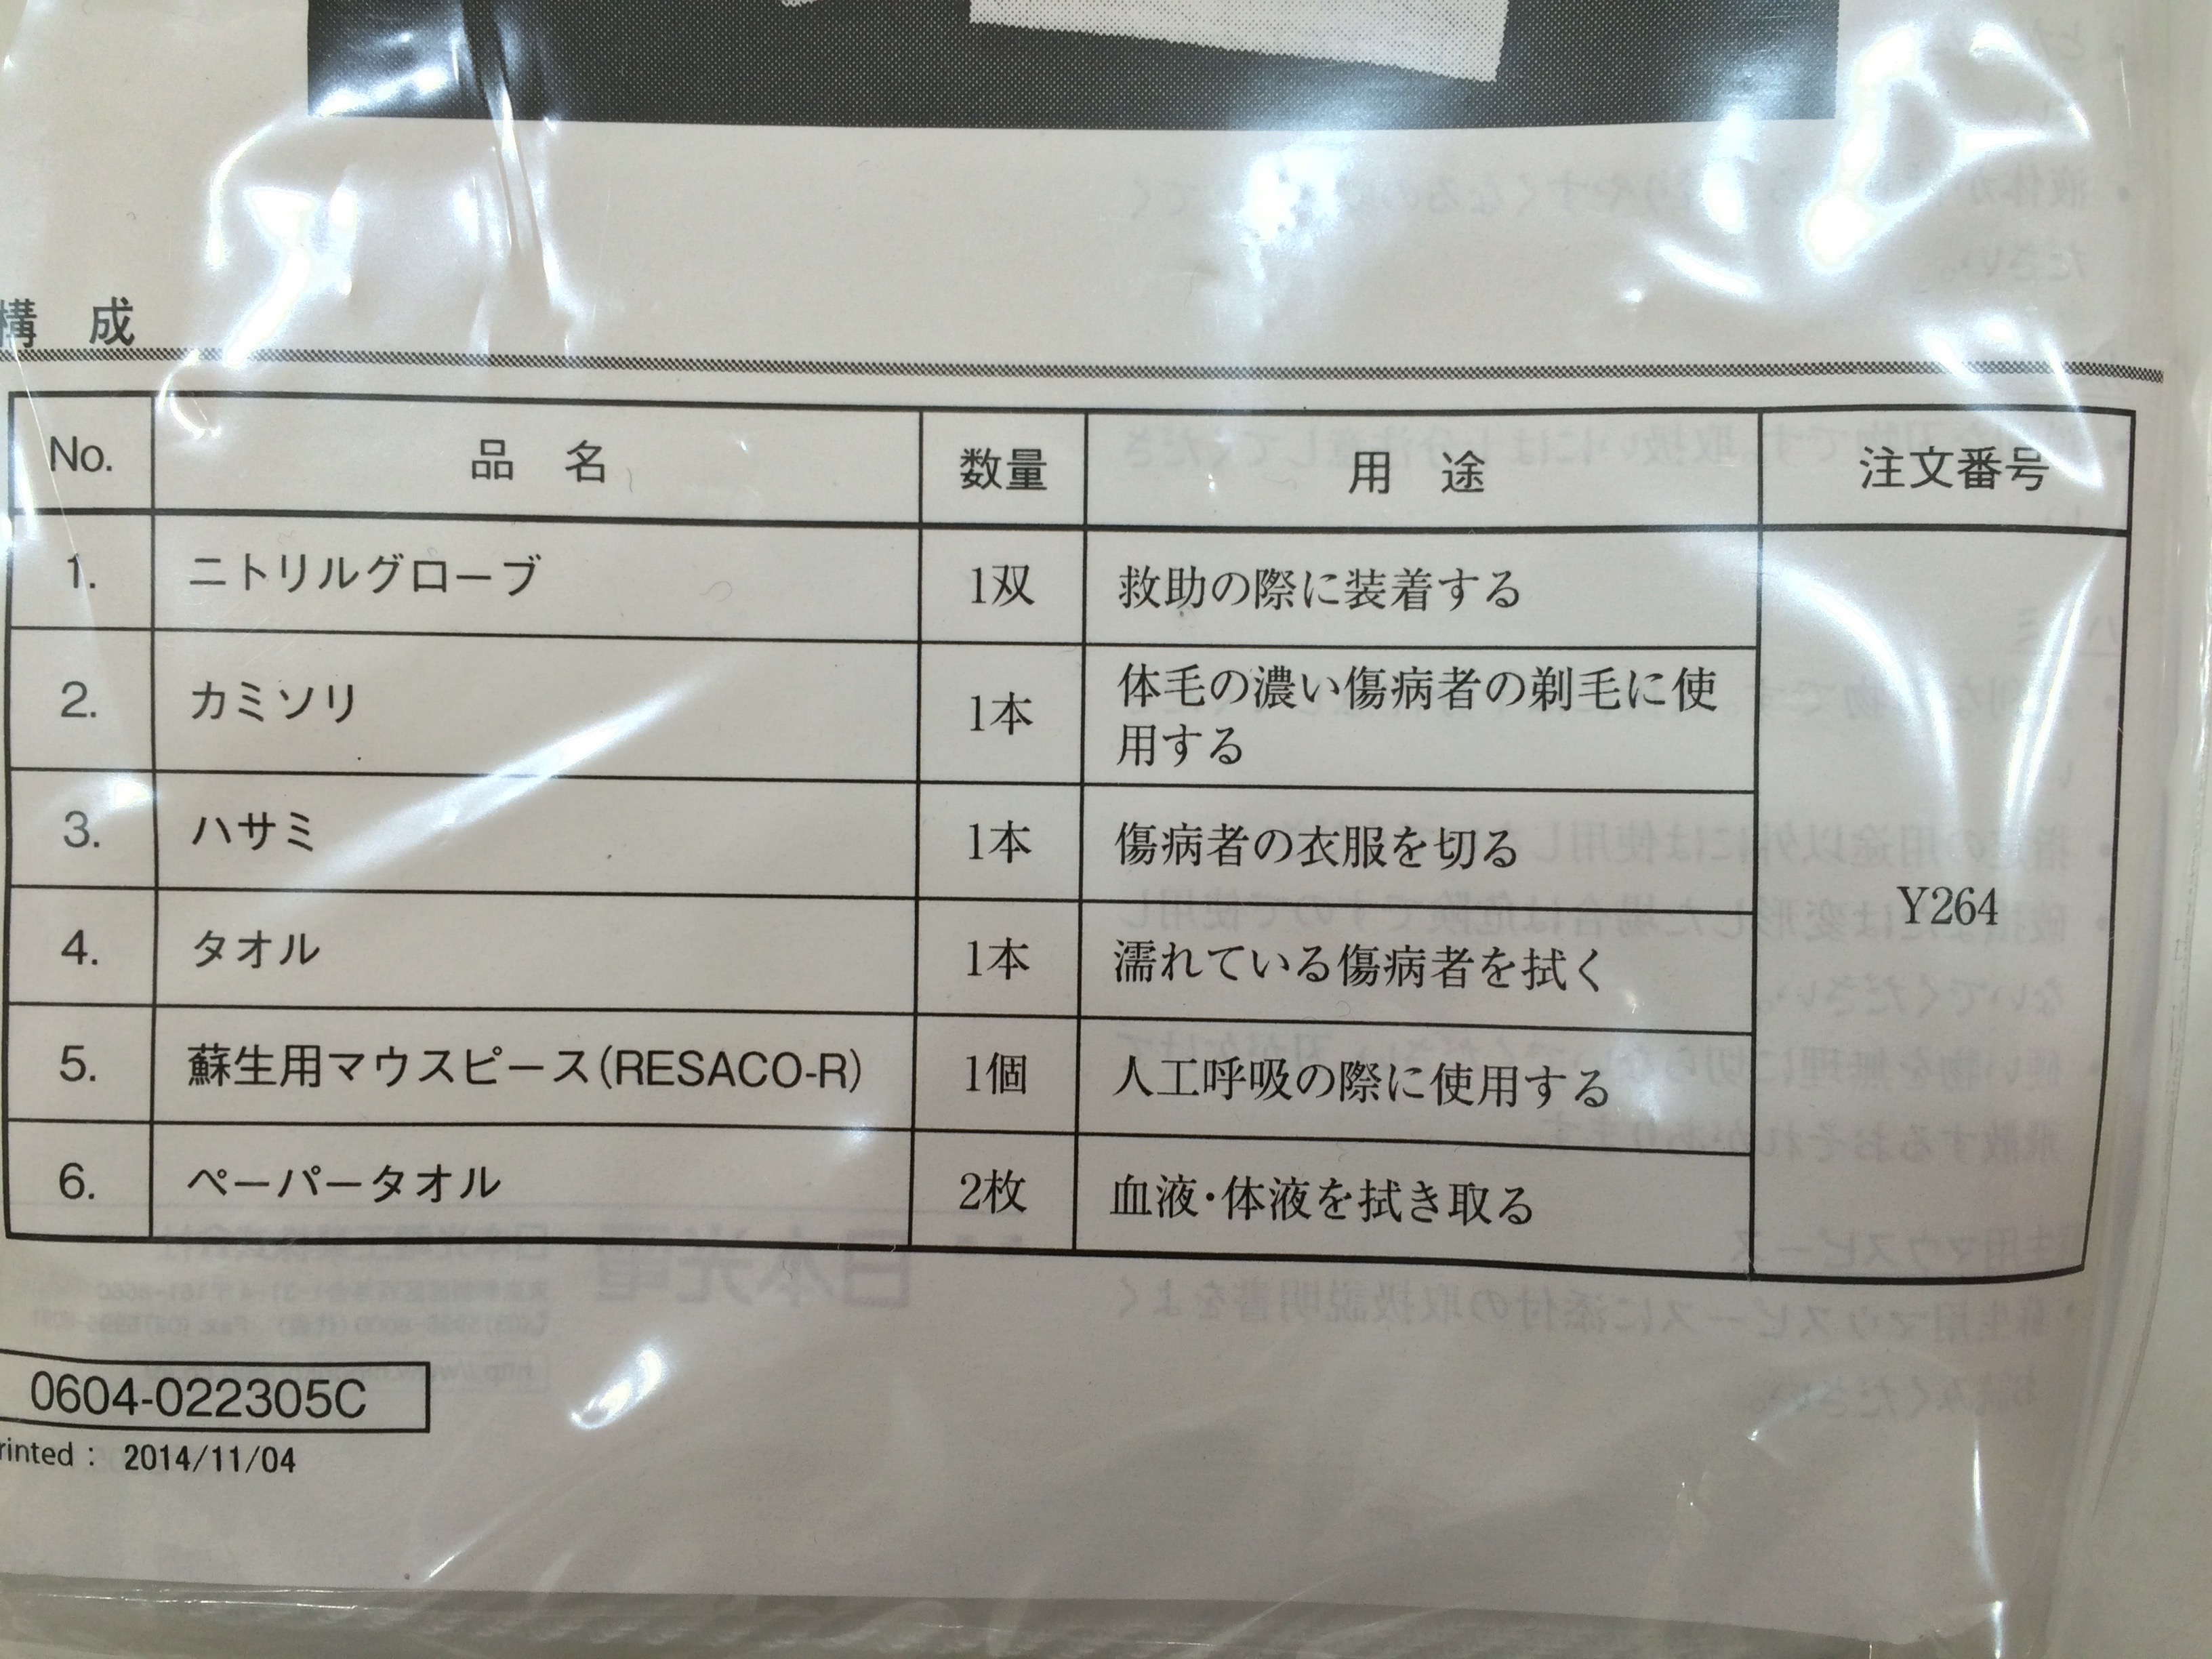 構 成
No. 品 名 数量 用 途 注文番号
1. ニトリルグローブ 1双 救助の際に装着する
2. カミソリ 1本 体毛の濃い傷病者の剃毛に使
用する
3. ハサミ 1本 傷病者の衣服を切る
Y264
4. タオル 1本 濡れている傷病者を拭く
5. 蘇生用マウスピース(RESACO-R) 1個 人工呼吸の際に使用する
6. ペーパータオル 2枚 血液・体液を拭き取る
0604-022305C
rinted : 2014/11/04